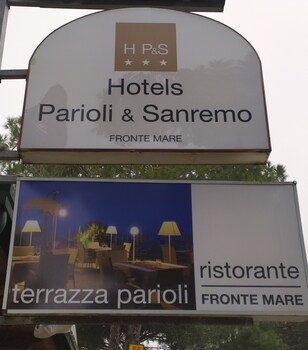 H P&S
★ ★ ★
Hotels
Parioli & Sanremo
FRONTE MARE
terrazza parioli
ristorante
FRONTE MARE